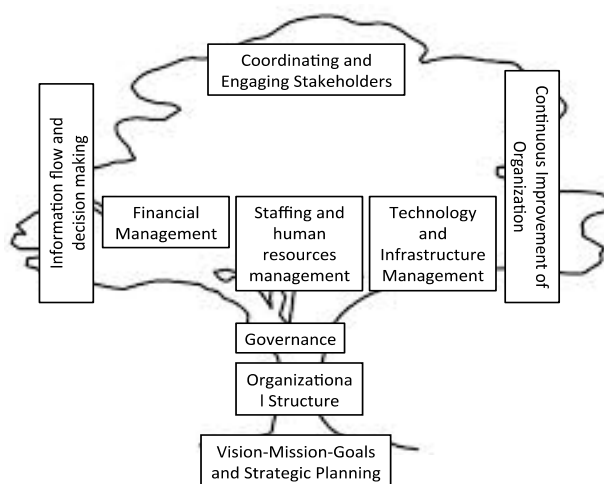 Coordinating and
Engaging Stakeholders
Information flow and
decision making
Continuous Improvement of
Organization
Financial
Management
Staffing and
human
resources
management
Technology
and
Infrastructure
Management
Governance
Organizationa
l Structure
Vision-Mission-Goals
and Strategic Planning